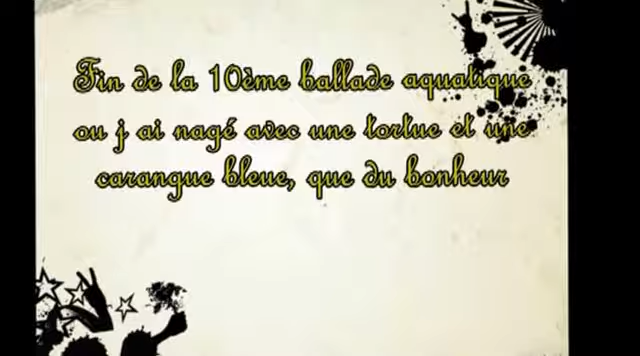 Fin de la 10ème ballade aquatique
ou j ai nagé avec une tortue et une
carangue bleue, que du bonheur